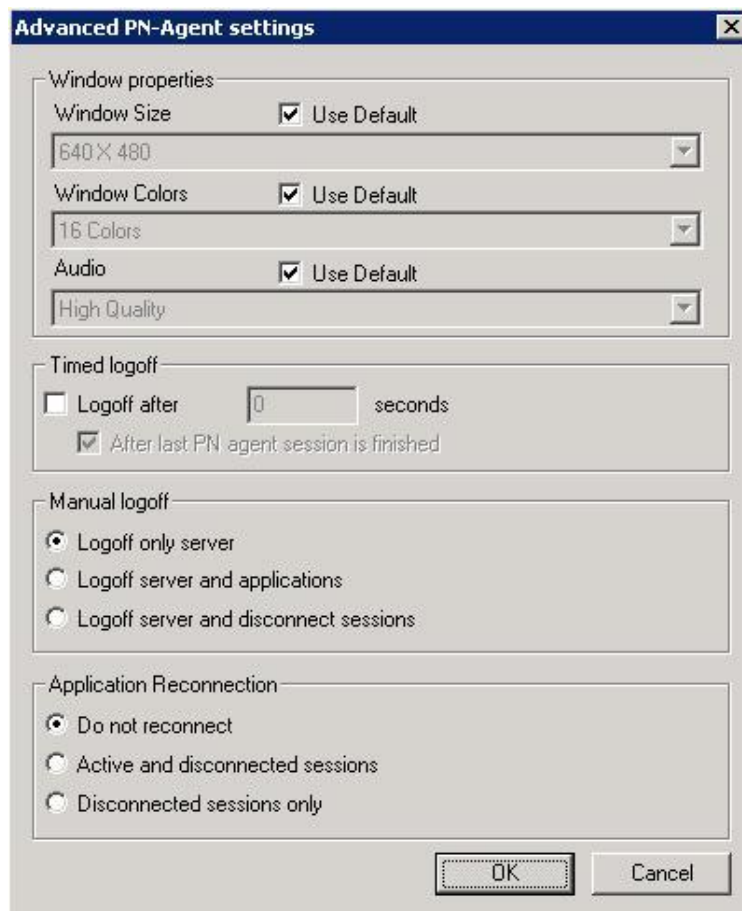 Advanced PN-Agent settings
Window properties
Window Size Use Default
640 X 480
Window Colors Use Default
16 Colors
Audio Use Default
High Quality
Timed logoff
Logoff after 0 seconds
After last PN agent session is finished
Manual logoff
Logoff only server
Logoff server and applications
Logoff server and disconnect sessions
Application Reconnection
Do not reconnect
Active and disconnected sessions
Disconnected sessions only
OK Cancel